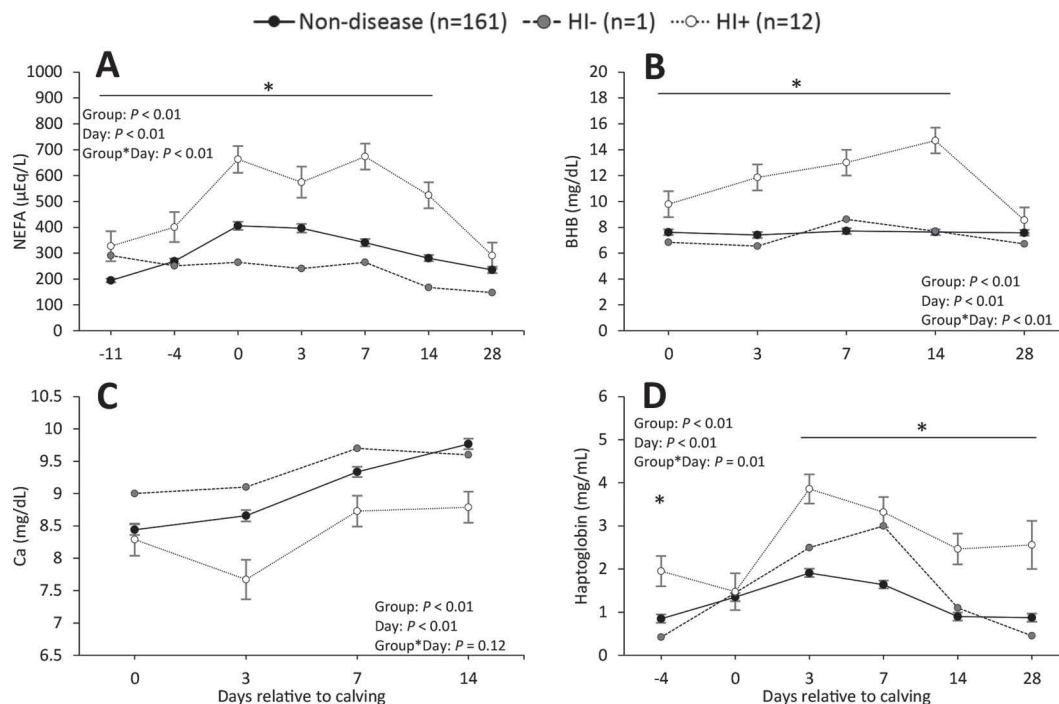 Non-disease (n=161) HI- (n=1) HI+ (n=12)
A
1000
900
800
700
600
500
400
300
200
100
0
NEFA (µEq/L)
*
Group: P < 0.01
Day: P < 0.01
Group*Day: P < 0.01
-11 -4 0 3 7 14 28
B
20
18
16
14
12
10
8
6
4
2
0
BHB (mg/dL)
*
Group: P < 0.01
Day: P < 0.01
Group*Day: P < 0.01
0 3 7 14 28
C
10.5
10
9.5
9
8.5
8
7.5
7
6.5
Ca (mg/dL)
Group: P < 0.01
Day: P < 0.01
Group*Day: P = 0.12
0 3 7 14
Days relative to calving
D
6
5
4
3
2
1
0
Haptoglobin (mg/mL)
Group: P < 0.01
Day: P < 0.01
Group*Day: P = 0.01
*
*
-4 0 3 7 14 28
Days relative to calving